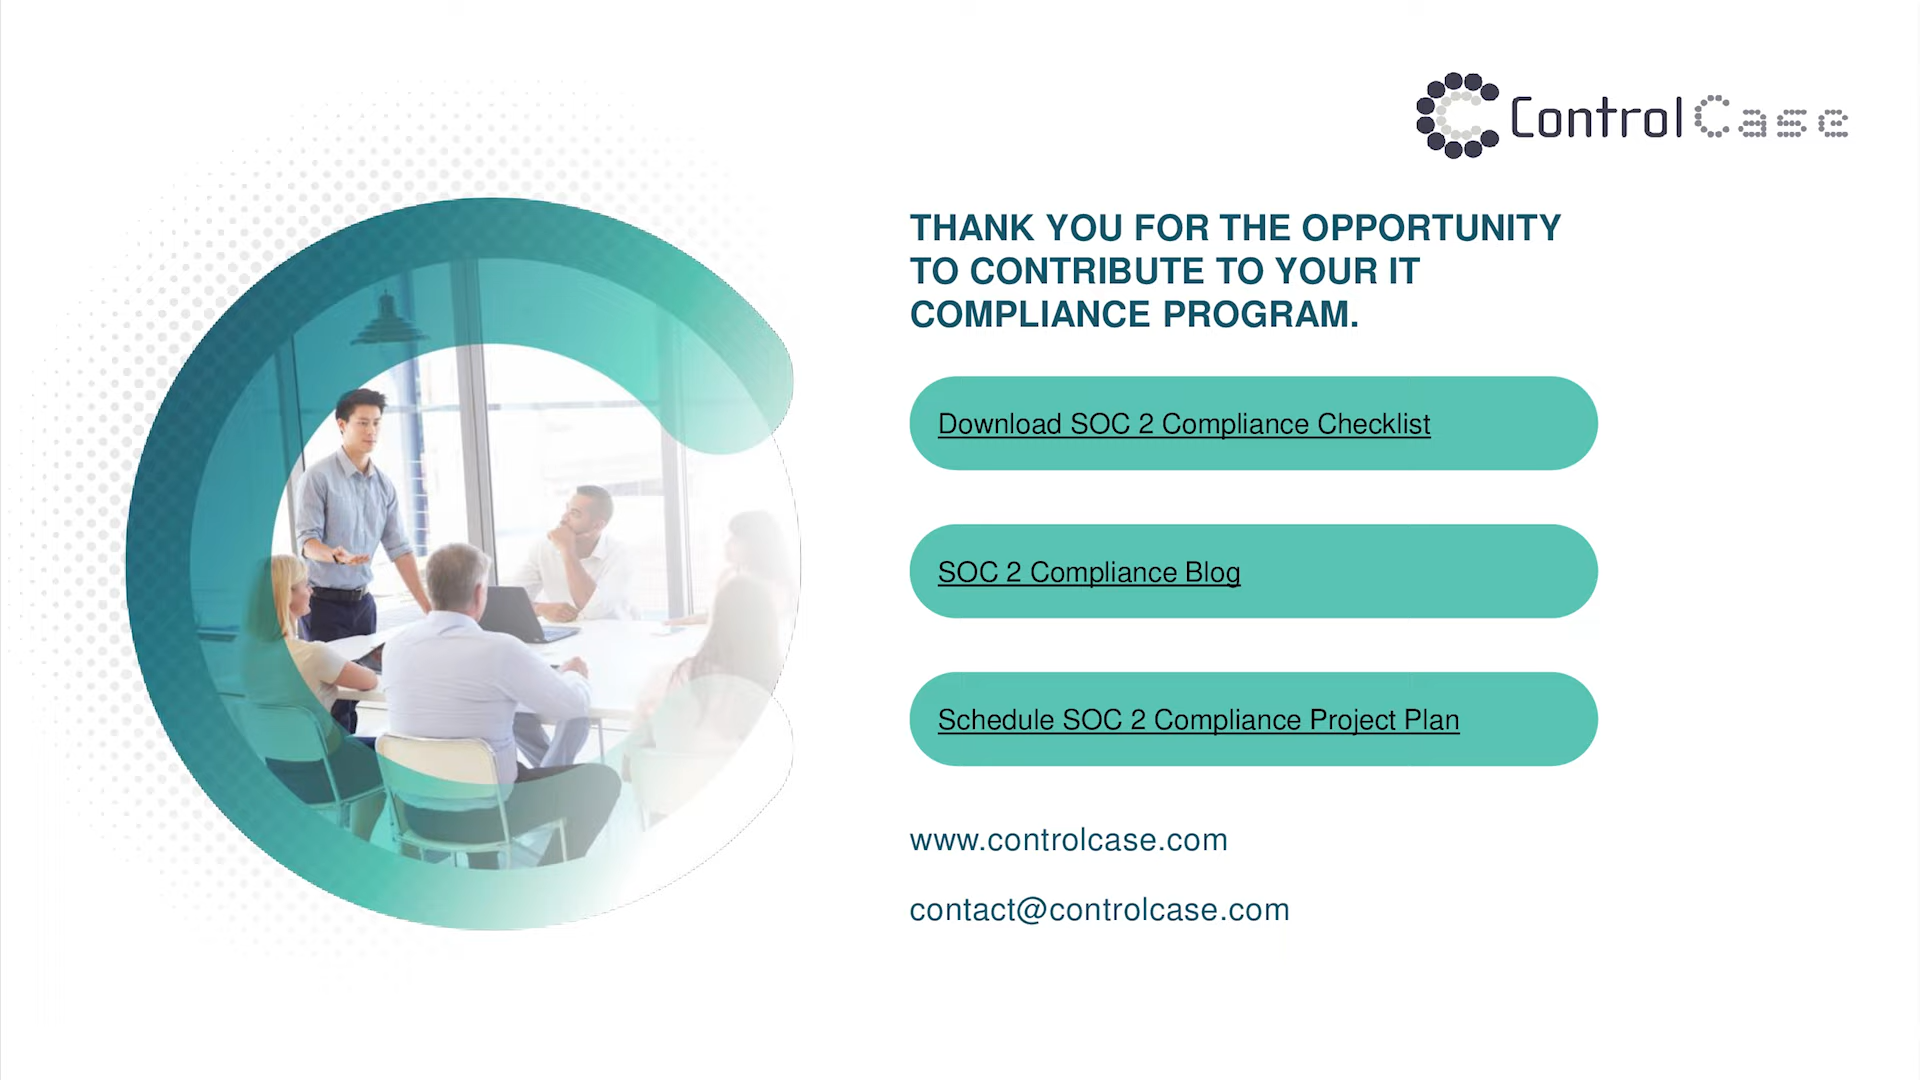 ControlCase
THANK YOU FOR THE OPPORTUNITY
TO CONTRIBUTE TO YOUR IT
COMPLIANCE PROGRAM.
Download SOC 2 Compliance Checklist
SOC 2 Compliance Blog
Schedule SOC 2 Compliance Project Plan
www.controlcase.com
contact@controlcase.com